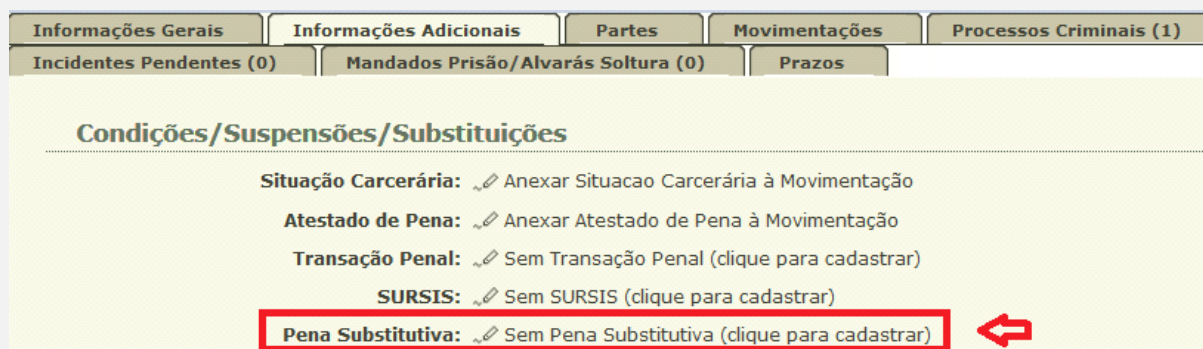 Informações Gerais Informações Adicionais Partes Movimentações Processos Criminais (1)
Incidentes Pendentes (0) Mandados Prisão/Alvarás Soltura (0) Prazos
Condições/Suspensões/Substituições
Situação Carcerária: Anexar Situacao Carcerária à Movimentação
Atestado de Pena: Anexar Atestado de Pena à Movimentação
Transação Penal: Sem Transação Penal (clique para cadastrar)
SURSIS: Sem SURSIS (clique para cadastrar)
Pena Substitutiva: Sem Pena Substitutiva (clique para cadastrar)